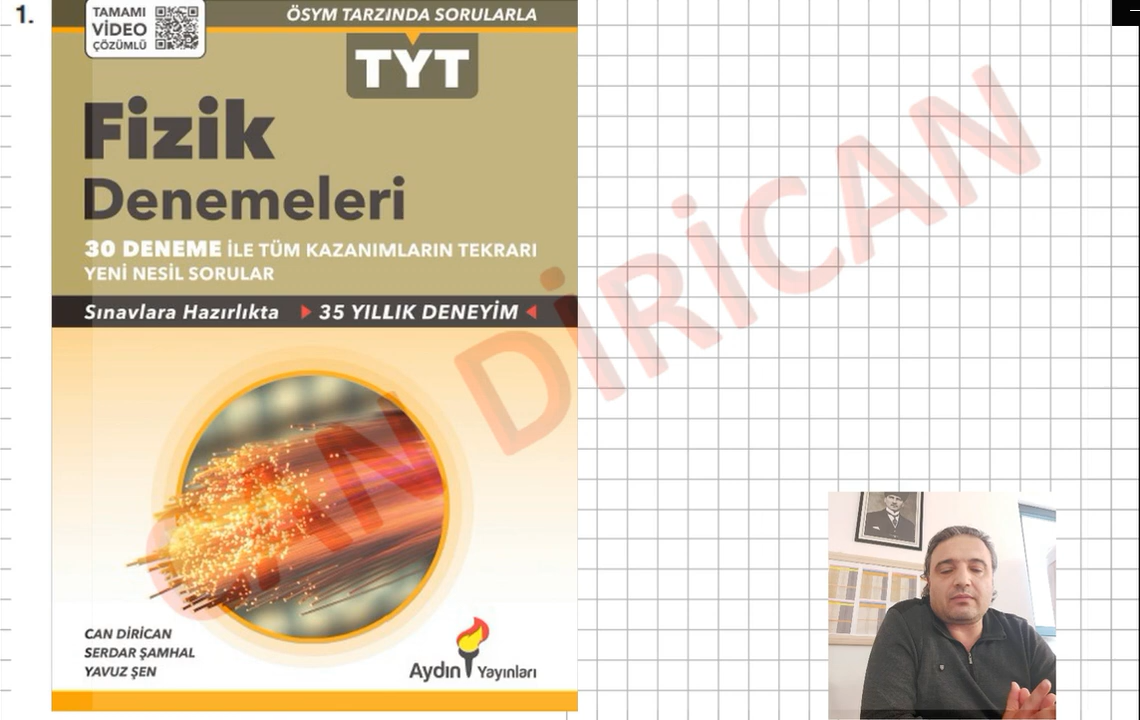 1.
TAMAMI
VİDEO
ÇÖZÜMLÜ
ÖSYM TARZINDA SORULARLA
TYT
Fizik
Denemeleri
30 DENEME İLE TÜM KAZANIMLARIN TEKRARI
YENİ NESİL SORULAR
Sınavlara Hazırlıkta 35 YILLIK DENEYİM
CAN DİRİCAN
CAN DİRİCAN
SERDAR ŞAMHAL
YAVUZ ŞEN
Aydın Yayınları